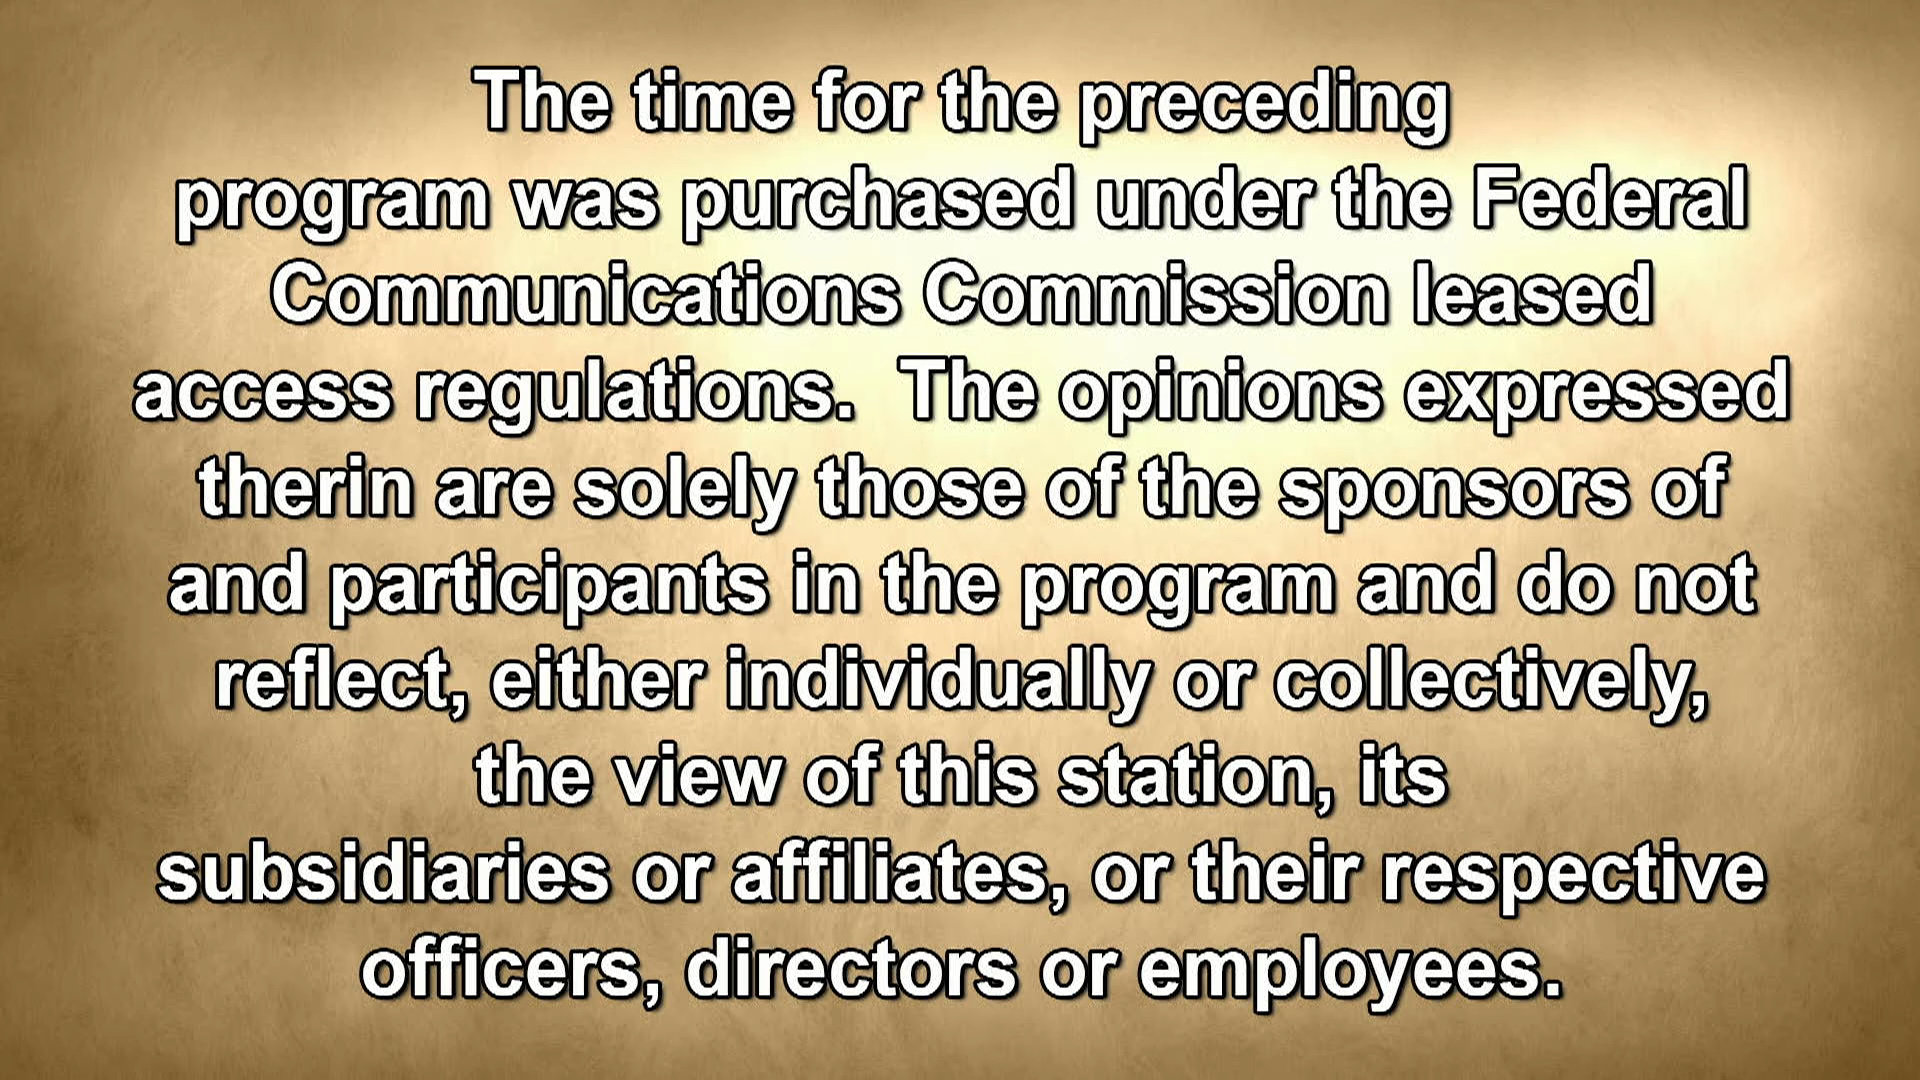 The time for the preceding
program was purchased under the Federal
Communications Commission leased
access regulations.  The opinions expressed
therin are solely those of the sponsors of
and participants in the program and do not
reflect, either individually or collectively,
the view of this station, its
subsidiaries or affiliates, or their respective
officers, directors or employees.